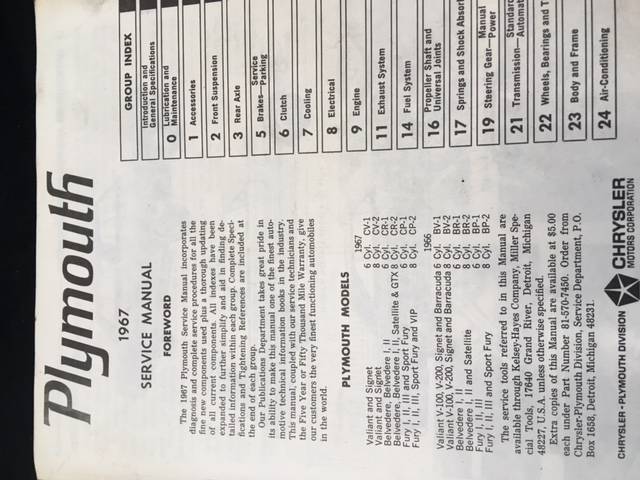 Plymouth
1967
SERVICE MANUAL
FOREWORD
The 1967 Plymouth Service Manual incorporates
diagnosis and complete service procedures for all the
fine new components used plus a thorough updating
of all current components. All indexes have been
expanded to further simplify and aid in finding de-
tailed information within each group. Complete Speci-
fications and Tightening References are included at
the end of each group.
Our Publications Department takes great pride in
its ability to make this manual one of the finest auto-
motive technical information books in the industry.
This manual, coupled with our service technicians and
the Five Year or Fifty Thousand Mile Warranty, give
our customers the very finest functioning automobiles
in the world.
PLYMOUTH MODELS
1967
Valiant and Signet 6 Cyl. CV-1
Valiant and Signet 8 Cyl. CV-2
Belvedere, Belvedere I, II 6 Cyl. CR-1
Belvedere I, II, Satellite & GTX 8 Cyl. CR-2
Fury I, II, III and Sport Fury 6 Cyl. CP-1
Fury I, II, III, Sport Fury and VIP 8 Cyl. CP-2
1966
Valiant V-100, V-200, Signet and Barracuda 6 Cyl. BV-1
Valiant V-100, V-200, Signet and Barracuda 8 Cyl. BV-2
Belvedere I, II 6 Cyl. BR-1
Belvedere I, II and Satellite 8 Cyl. BR-2
Fury I, II, III 6 Cyl. BP-1
Fury I, II, III and Sport Fury 8 Cyl. BP-2
The service tools referred to in this Manual are
available through Kelsey-Hayes Company, Miller Spe-
cial Tools, 17640 Grand River, Detroit, Michigan
48227, U.S.A. unless otherwise specified.
Extra copies of this Manual are available at $5.00
each under Part Number 81-570-7450. Order from
Chrysler-Plymouth Division, Service Department, P.O.
Box 1658, Detroit, Michigan 48231.
CHRYSLER-PLYMOUTH DIVISION
CHRYSLER
MOTORS CORPORATION
GROUP INDEX
Introduction and
General Specifications
0 Lubrication and
Maintenance
1 Accessories
2 Front Suspension
3 Rear Axle
5 Brakes—Service
Parking
6 Clutch
7 Cooling
8 Electrical
9 Engine
11 Exhaust System
14 Fuel System
16 Propeller Shaft and
Universal Joints
17 Springs and Shock
19 Steering Gear—Manual
Power
21 Transmission—Standard
22 Wheels, Bearings and
23 Body and Frame
24 Air-Conditioning